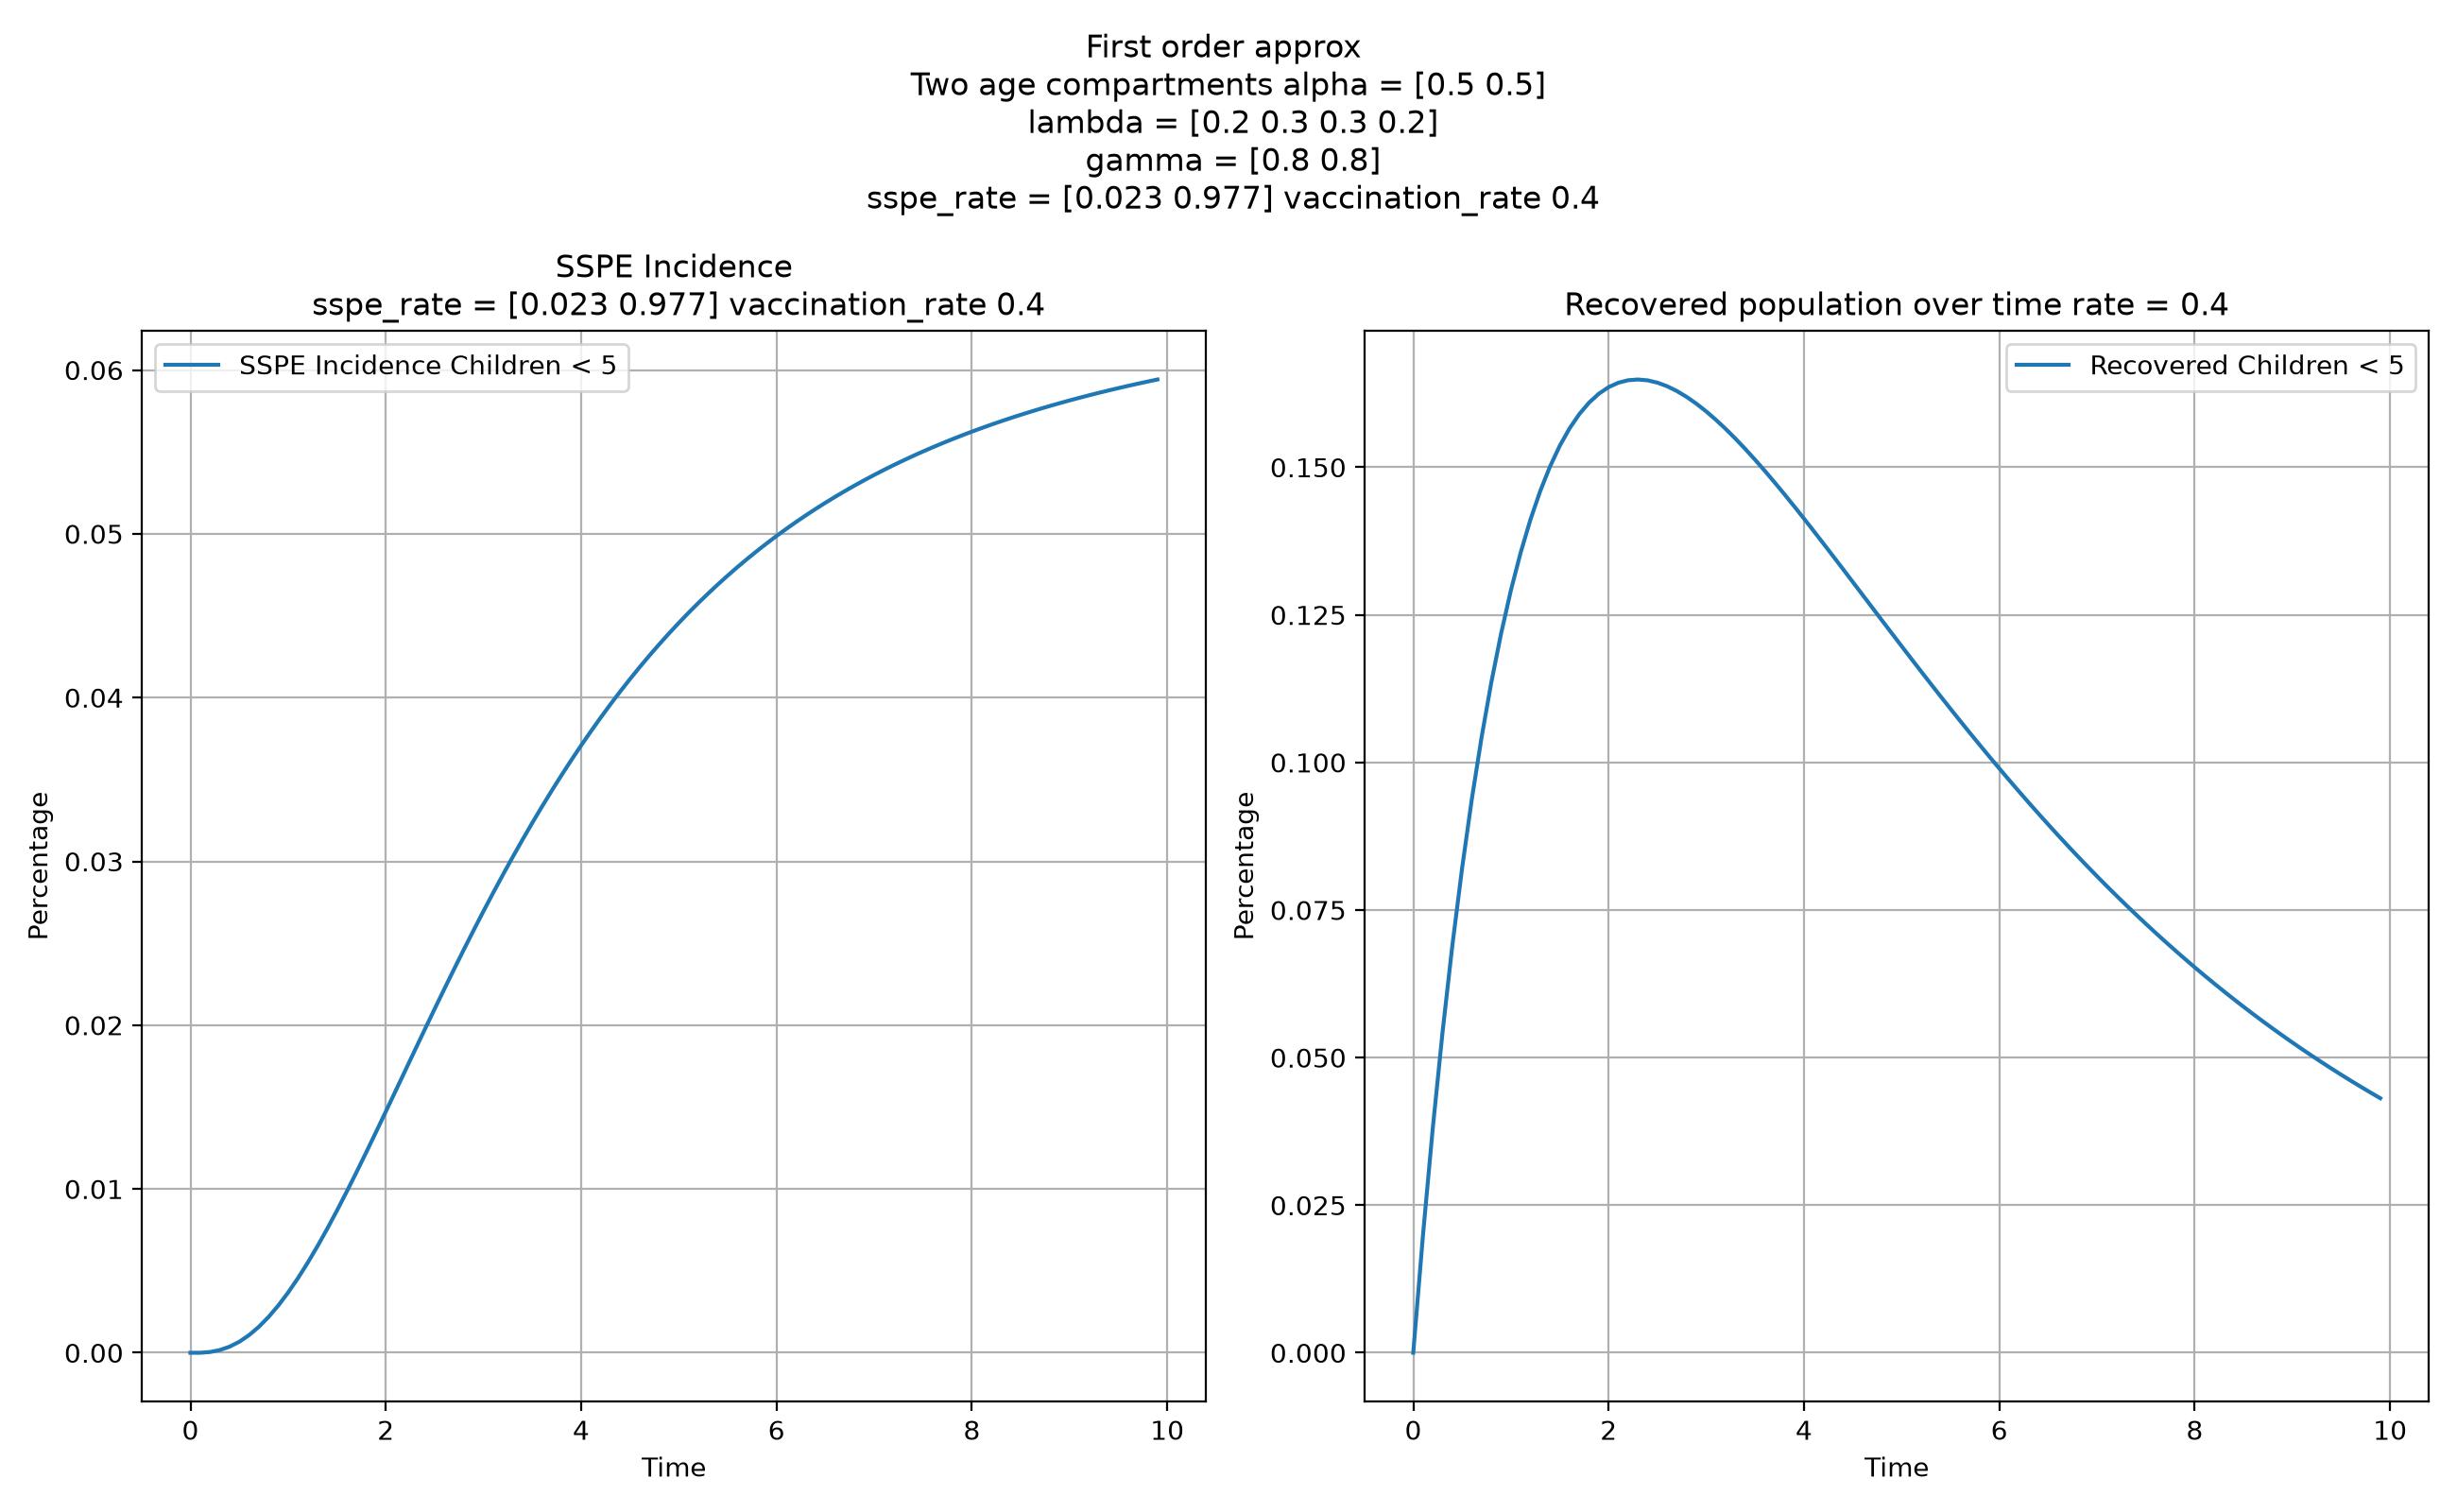 First order approx
Two age compartments alpha = [0.5 0.5]
lambda = [0.2 0.3 0.3 0.2]
gamma = [0.8 0.8]
sspe_rate = [0.023 0.977] vaccination_rate 0.4
SSPE Incidence
sspe_rate = [0.023 0.977] vaccination_rate 0.4
SSPE Incidence Children < 5
0.06
0.05
0.04
0.03
0.02
0.01
0.00
Percentage
0 2 4 6 8 10
Time
Recovered population over time rate = 0.4
Recovered Children < 5
0.150
0.125
0.100
0.075
0.050
0.025
0.000
Percentage
0 2 4 6 8 10
Time